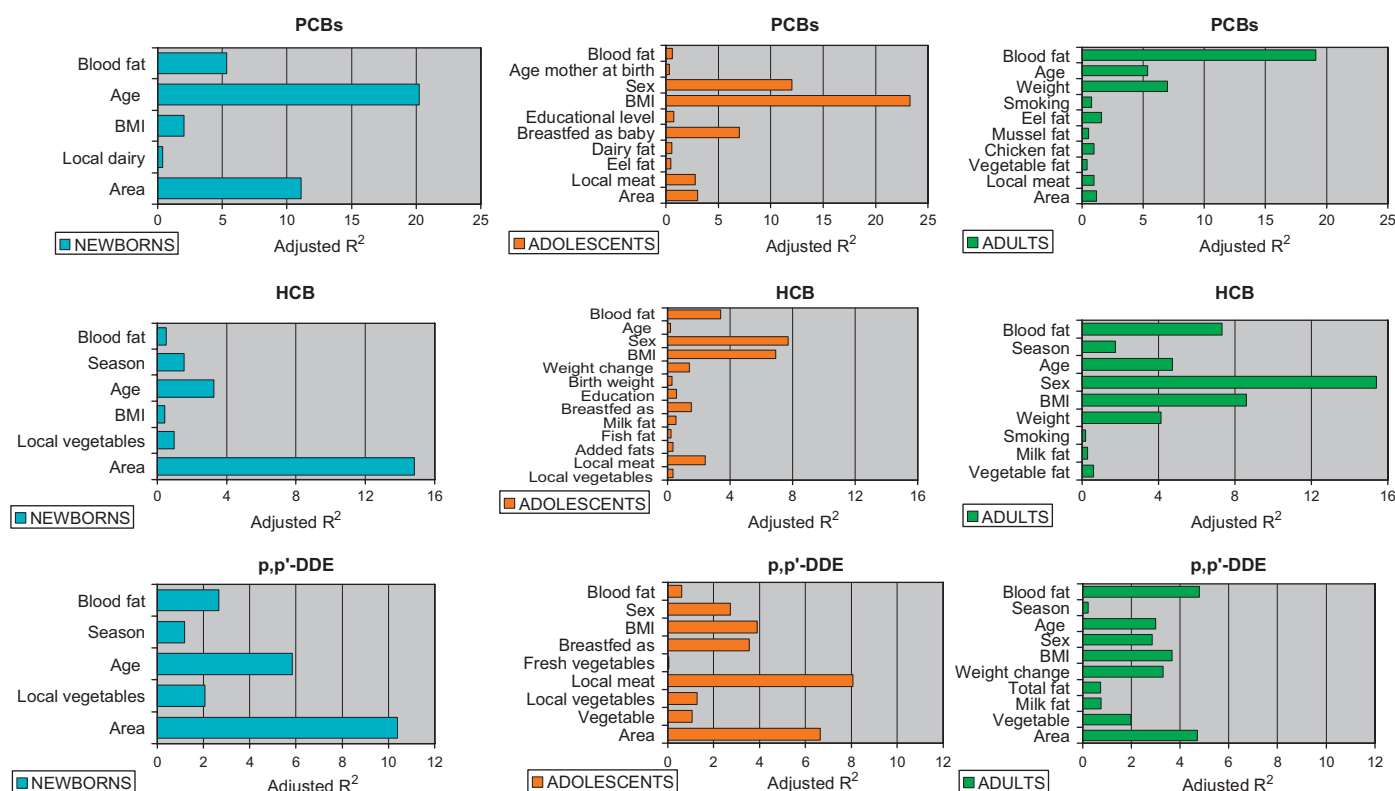 PCBs
Blood fat
Age
BMI
Local dairy
Area
0 5 10 15 20 25
NEWBORNS
Adjusted R²
PCBs
Blood fat
Age mother at birth
Sex
BMI
Educational level
Breastfed as baby
Dairy fat
Eel fat
Local meat
Area
0 5 10 15 20 25
ADOLESCENTS
Adjusted R²
PCBs
Blood fat
Age
Weight
Smoking
Eel fat
Mussel fat
Chicken fat
Vegetable fat
Local meat
Area
0 5 10 15 20 25
ADULTS
Adjusted R²
HCB
Blood fat
Season
Age
BMI
Local vegetables
Area
0 4 8 12 16
NEWBORNS
Adjusted R²
HCB
Blood fat
Age
Sex
BMI
Weight change
Birth weight
Education
Breastfed as
Milk fat
Fish fat
Added fats
Local meat
Local vegetables
0 4 8 12 16
ADOLESCENTS
Adjusted R²
HCB
Blood fat
Season
Age
Sex
BMI
Weight
Smoking
Milk fat
Vegetable fat
0 4 8 12 16
ADULTS
Adjusted R²
p,p'-DDE
Blood fat
Season
Age
Local vegetables
Area
0 2 4 6 8 10 12
NEWBORNS
Adjusted R²
p,p'-DDE
Blood fat
Sex
BMI
Breastfed as
Fresh vegetables
Local meat
Local vegetables
Vegetable
Area
0 2 4 6 8 10 12
ADOLESCENTS
Adjusted R²
p,p'-DDE
Blood fat
Season
Age
Sex
BMI
Weight change
Total fat
Milk fat
Vegetable
Area
0 2 4 6 8 10 12
ADULTS
Adjusted R²